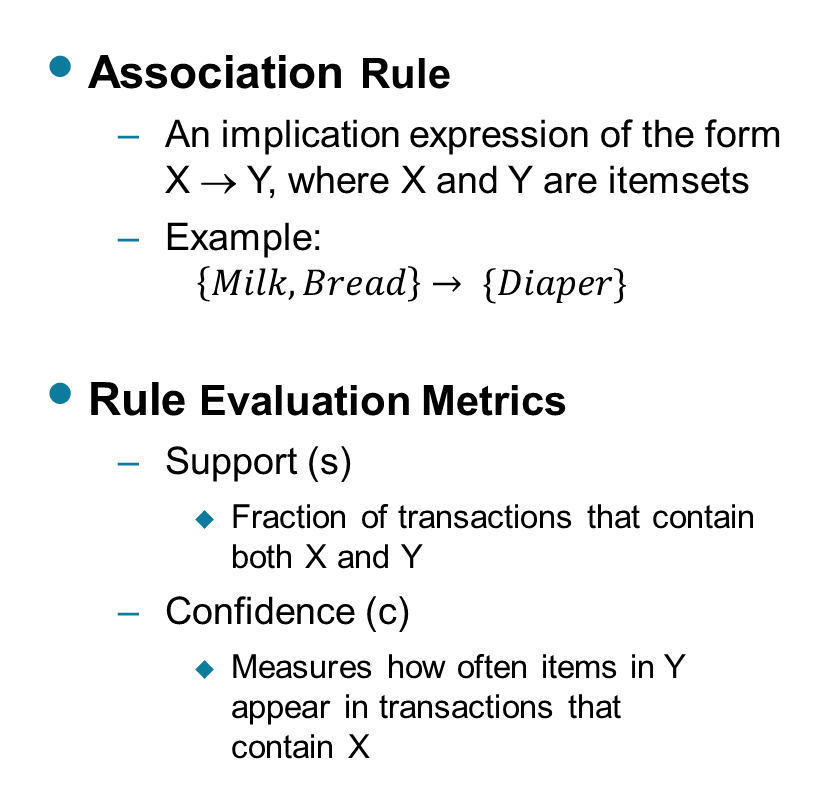 • Association Rule
– An implication expression of the form
X → Y, where X and Y are itemsets
– Example:
{Milk, Bread} → {Diaper}
• Rule Evaluation Metrics
– Support (s)
◆ Fraction of transactions that contain
both X and Y
– Confidence (c)
◆ Measures how often items in Y
appear in transactions that
contain X